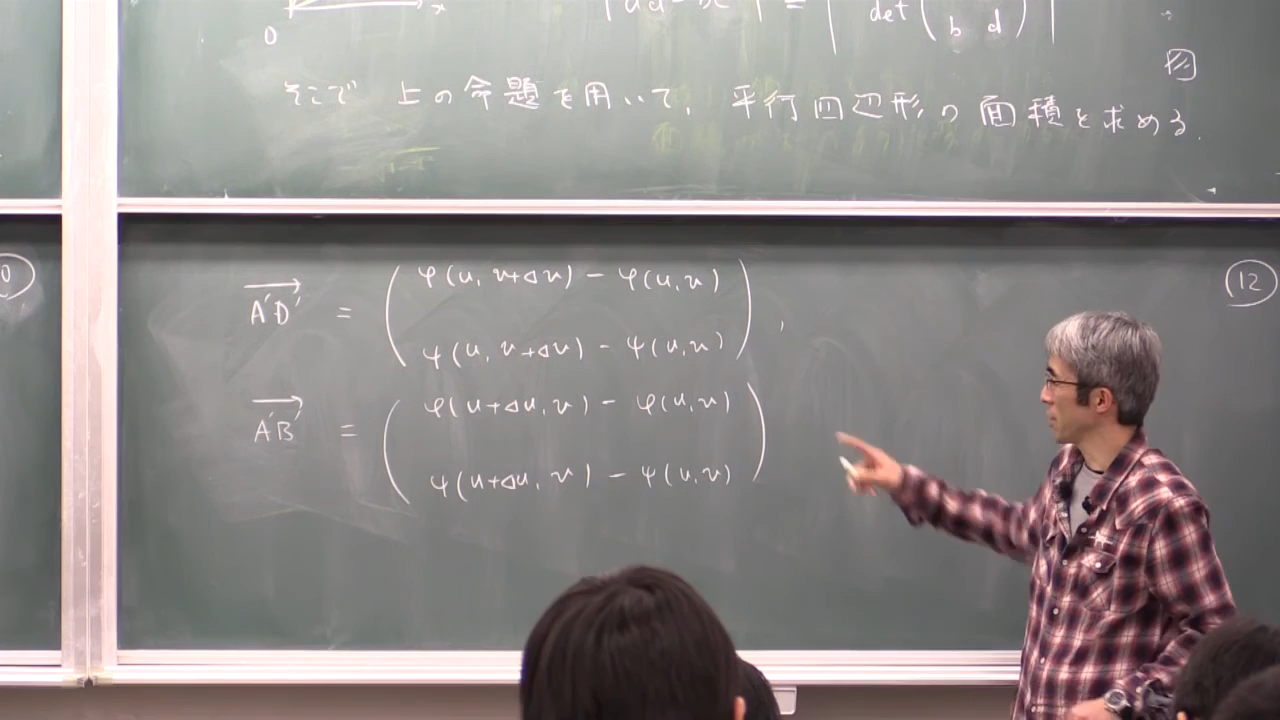 0 x
|ad-bc| = | det ( b d ) |
そこで 上の命題を用いて, 平行四辺形の面積を求める.
12
A'D' = ( φ(u, v+Δv) - φ(u,v)
ψ(u, v+Δv) - ψ(u,v) ) ,
A'B' = ( φ(u+Δu, v) - φ(u,v)
ψ(u+Δu, v) - ψ(u,v) )